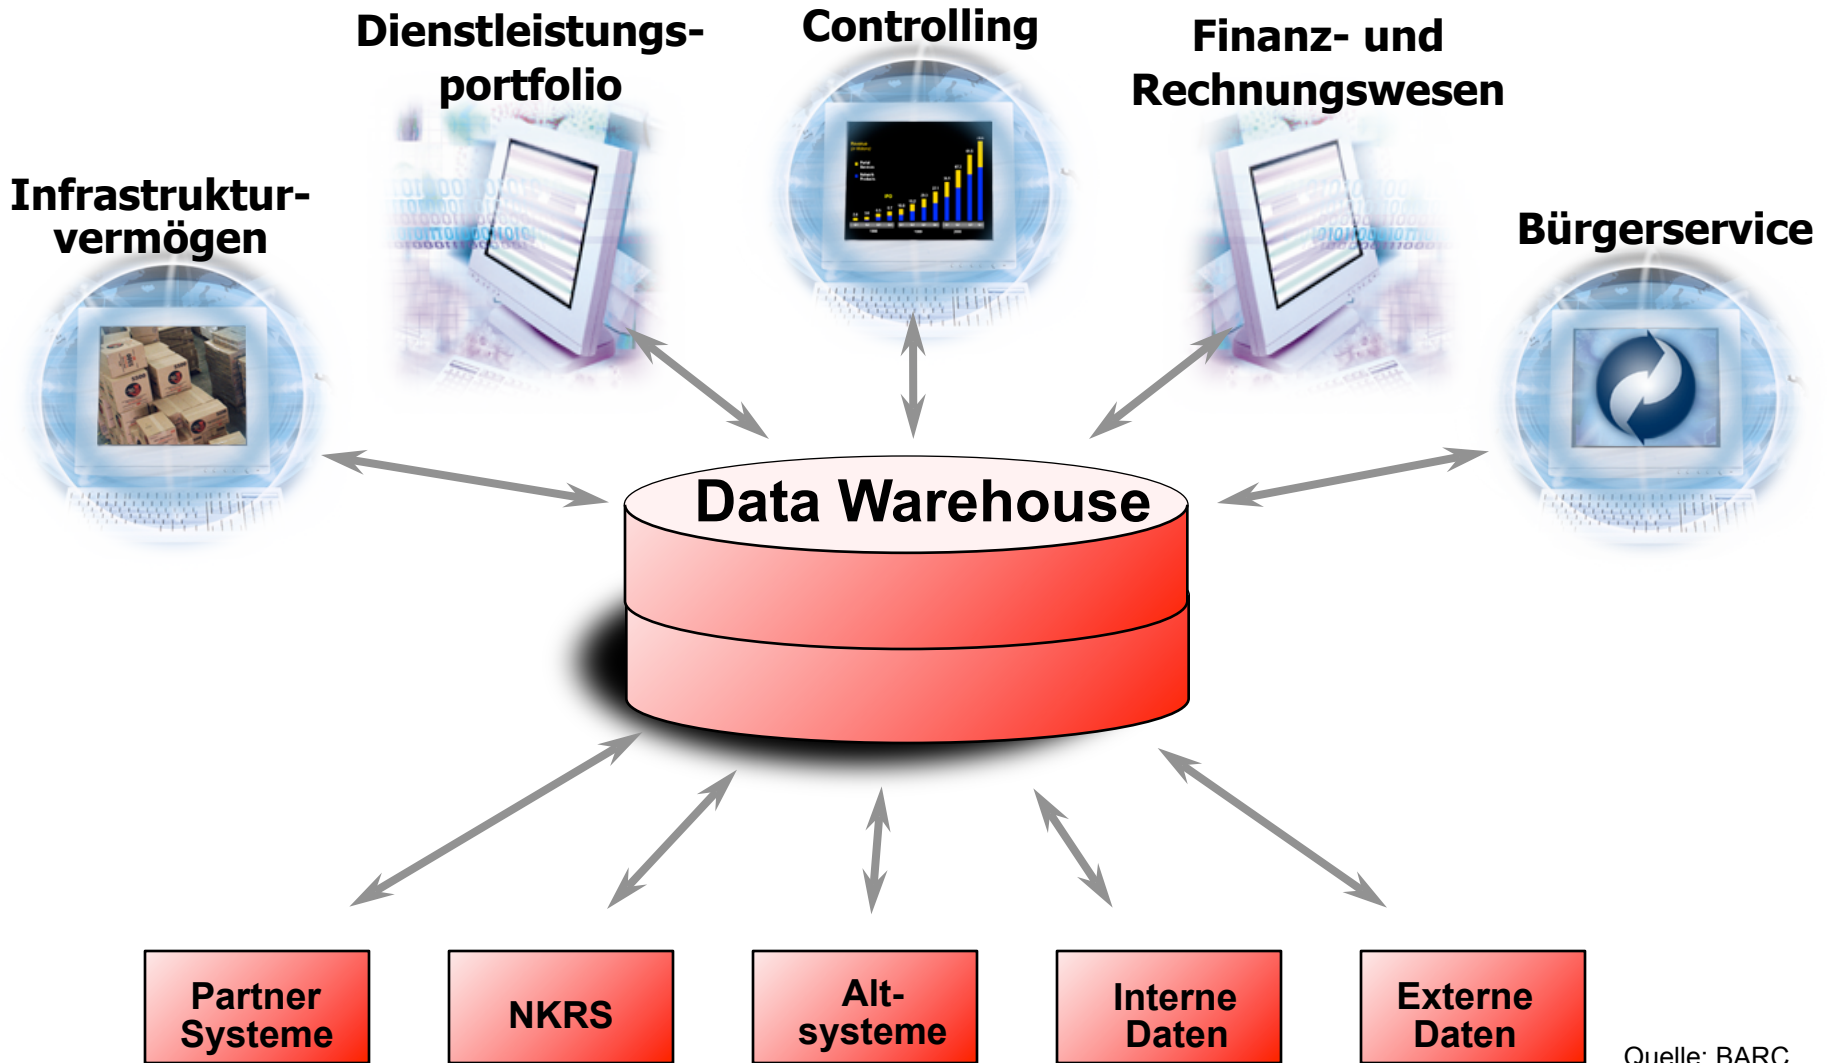 Dienstleistungs-
portfolio
Controlling
Finanz- und
Rechnungswesen
Infrastruktur-
vermögen
Bürgerservice
Data Warehouse
Partner
Systeme
NKRS
Alt-
systeme
Interne
Daten
Externe
Daten
Quelle: BARC